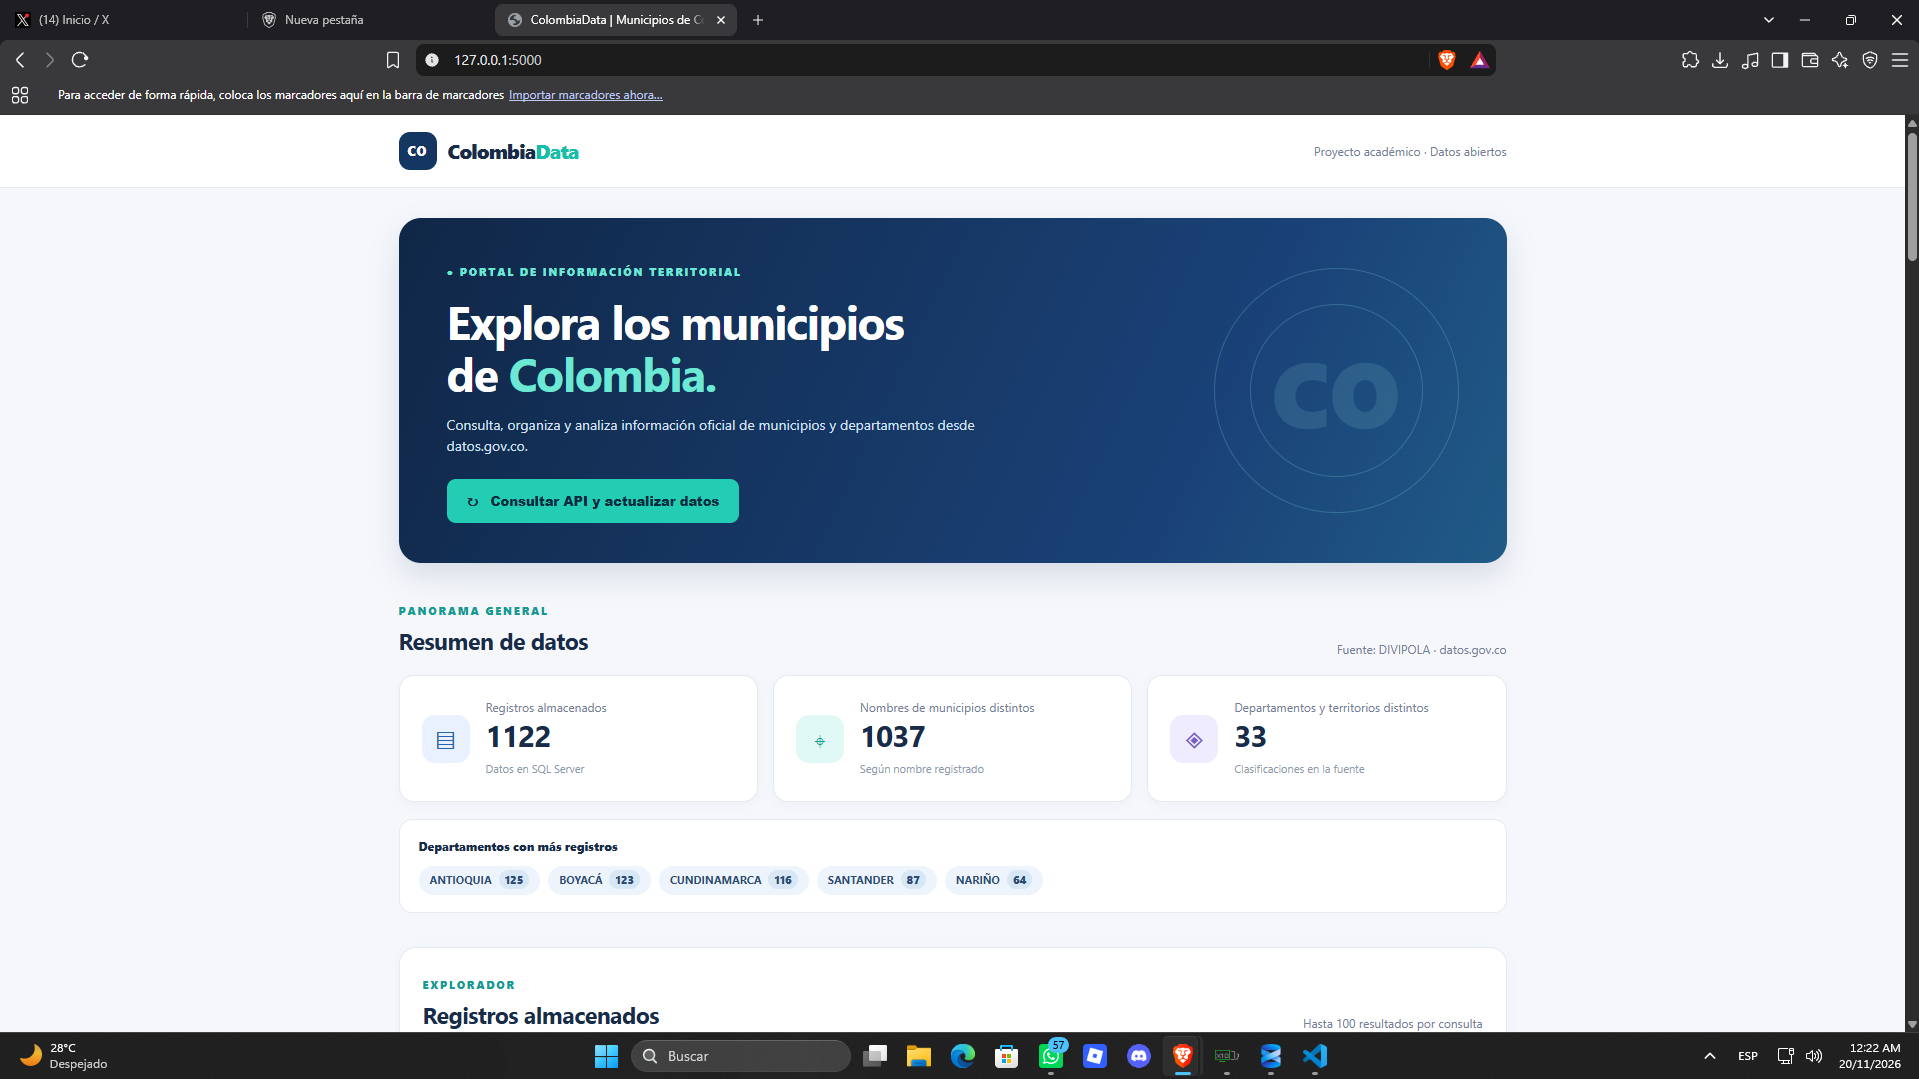 (14) Inicio / X
Nueva pestaña
ColombiaData | Municipios de C
127.0.0.1:5000
Para acceder de forma rápida, coloca los marcadores aquí en la barra de marcadores Importar marcadores ahora...
CO ColombiaData
Proyecto académico · Datos abiertos
• PORTAL DE INFORMACIÓN TERRITORIAL
Explora los municipios
de Colombia.
Consulta, organiza y analiza información oficial de municipios y departamentos desde
datos.gov.co.
↻ Consultar API y actualizar datos
co
PANORAMA GENERAL
Resumen de datos
Fuente: DIVIPOLA · datos.gov.co
Registros almacenados
1122
Datos en SQL Server
Nombres de municipios distintos
1037
Según nombre registrado
Departamentos y territorios distintos
33
Clasificaciones en la fuente
Departamentos con más registros
ANTIOQUIA 125 BOYACÁ 123 CUNDINAMARCA 116 SANTANDER 87 NARIÑO 64
EXPLORADOR
Registros almacenados
Hasta 100 resultados por consulta
28°C
Despejado
Buscar
57
ESP
12:22 AM
20/11/2026